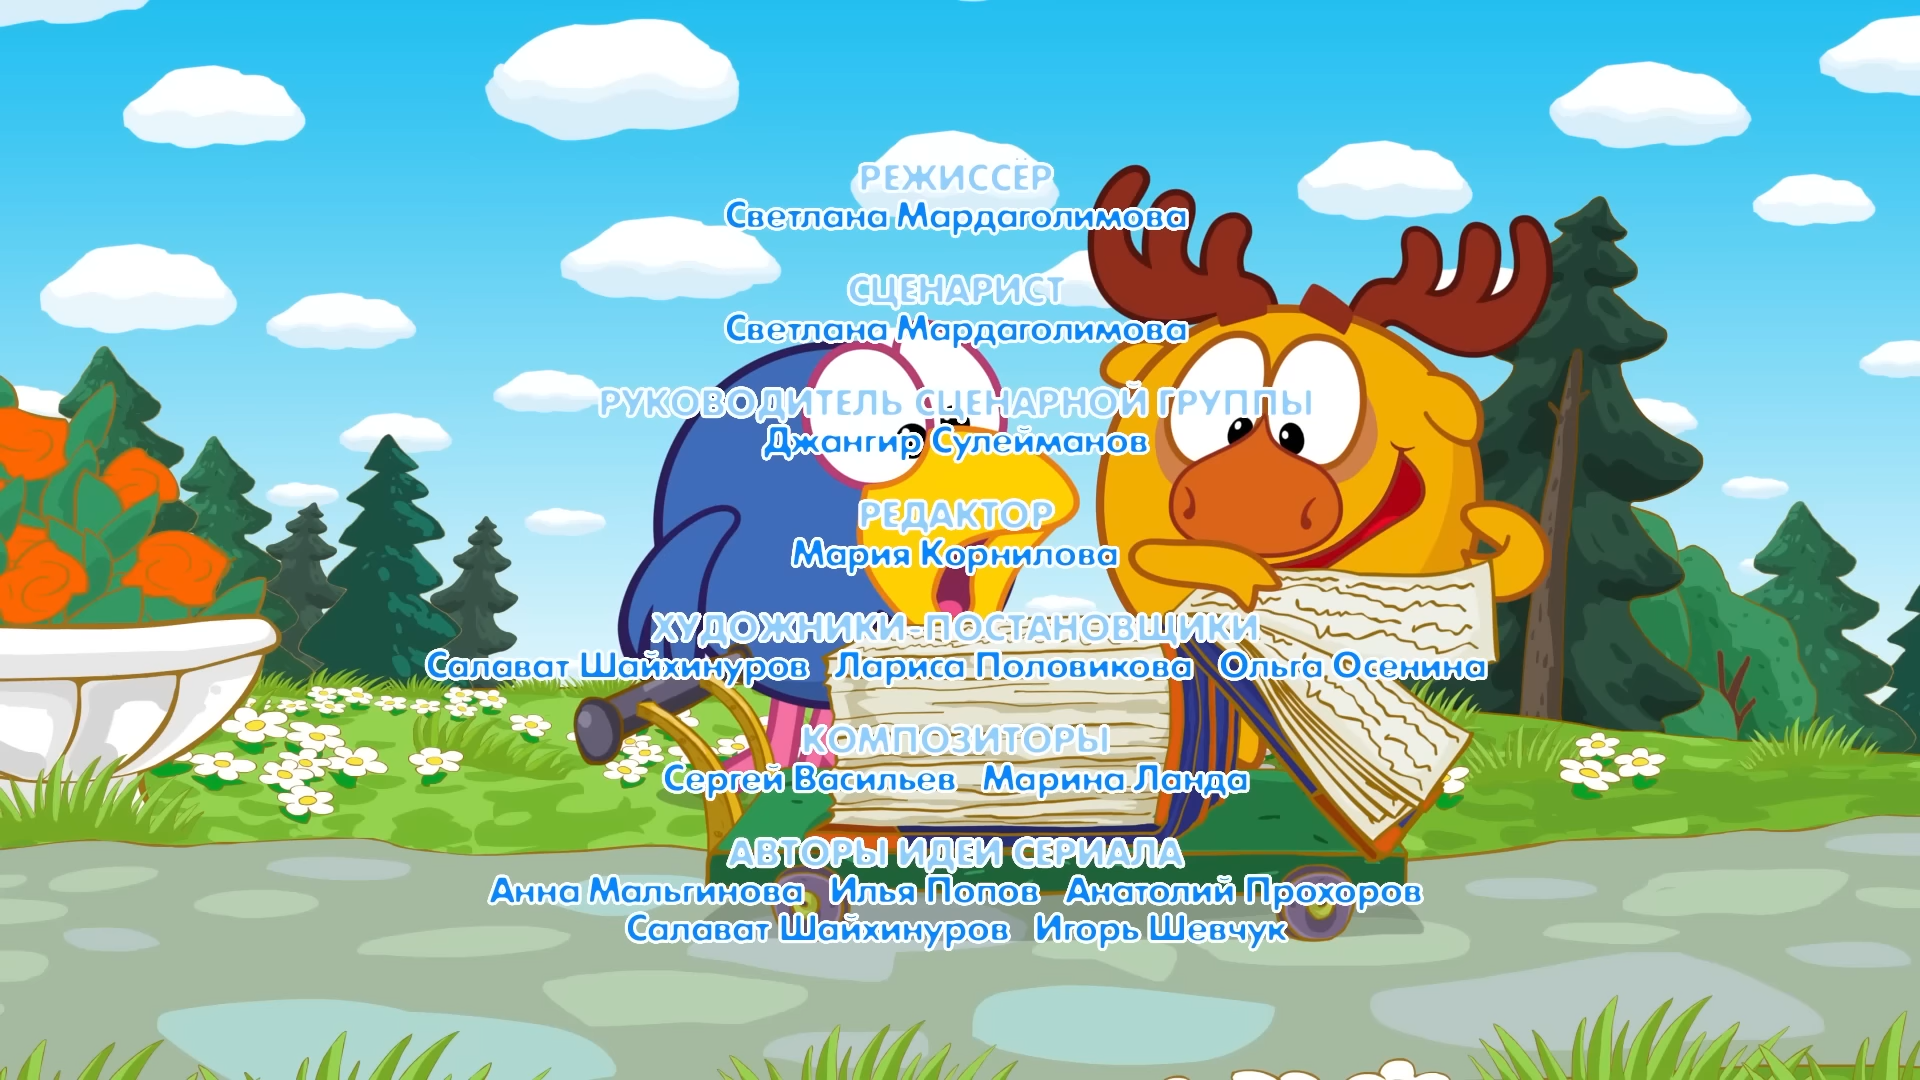 РЕЖИССЁР
Светлана Мардаголимова
СЦЕНАРИСТ
Светлана Мардаголимова
РУКОВОДИТЕЛЬ СЦЕНАРНОЙ ГРУППЫ
Джангир Сулейманов
РЕДАКТОР
Мария Корнилова
ХУДОЖНИКИ-ПОСТАНОВЩИКИ
Салават Шайхинуров Лариса Половикова Ольга Осенина
КОМПОЗИТОРЫ
Сергей Васильев Марина Ланда
АВТОРЫ ИДЕИ СЕРИАЛА
Анна Мальгинова Илья Попов Анатолий Прохоров
Салават Шайхинуров Игорь Шевчук